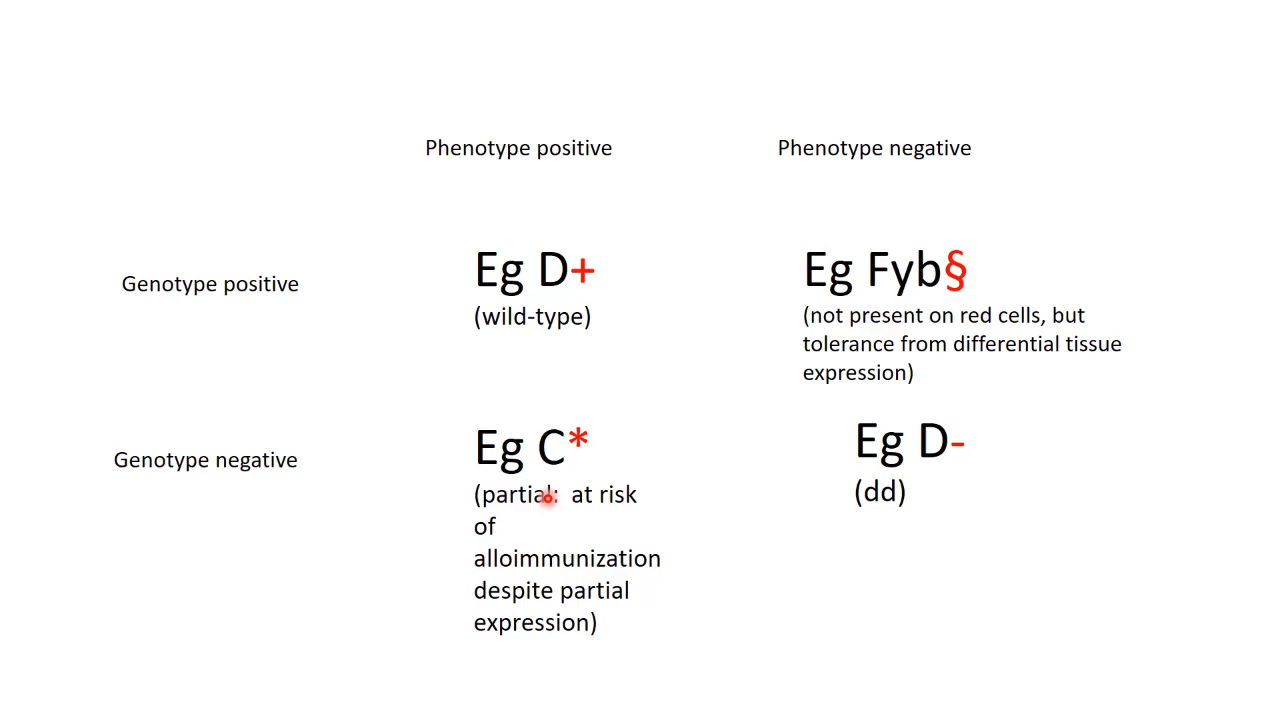 Phenotype positive
Phenotype negative
Genotype positive
Eg D+
(wild-type)
Eg Fyb§
(not present on red cells, but
tolerance from differential tissue
expression)
Genotype negative
Eg C*
(partial: at risk
of
alloimmunization
despite partial
expression)
Eg D-
(dd)